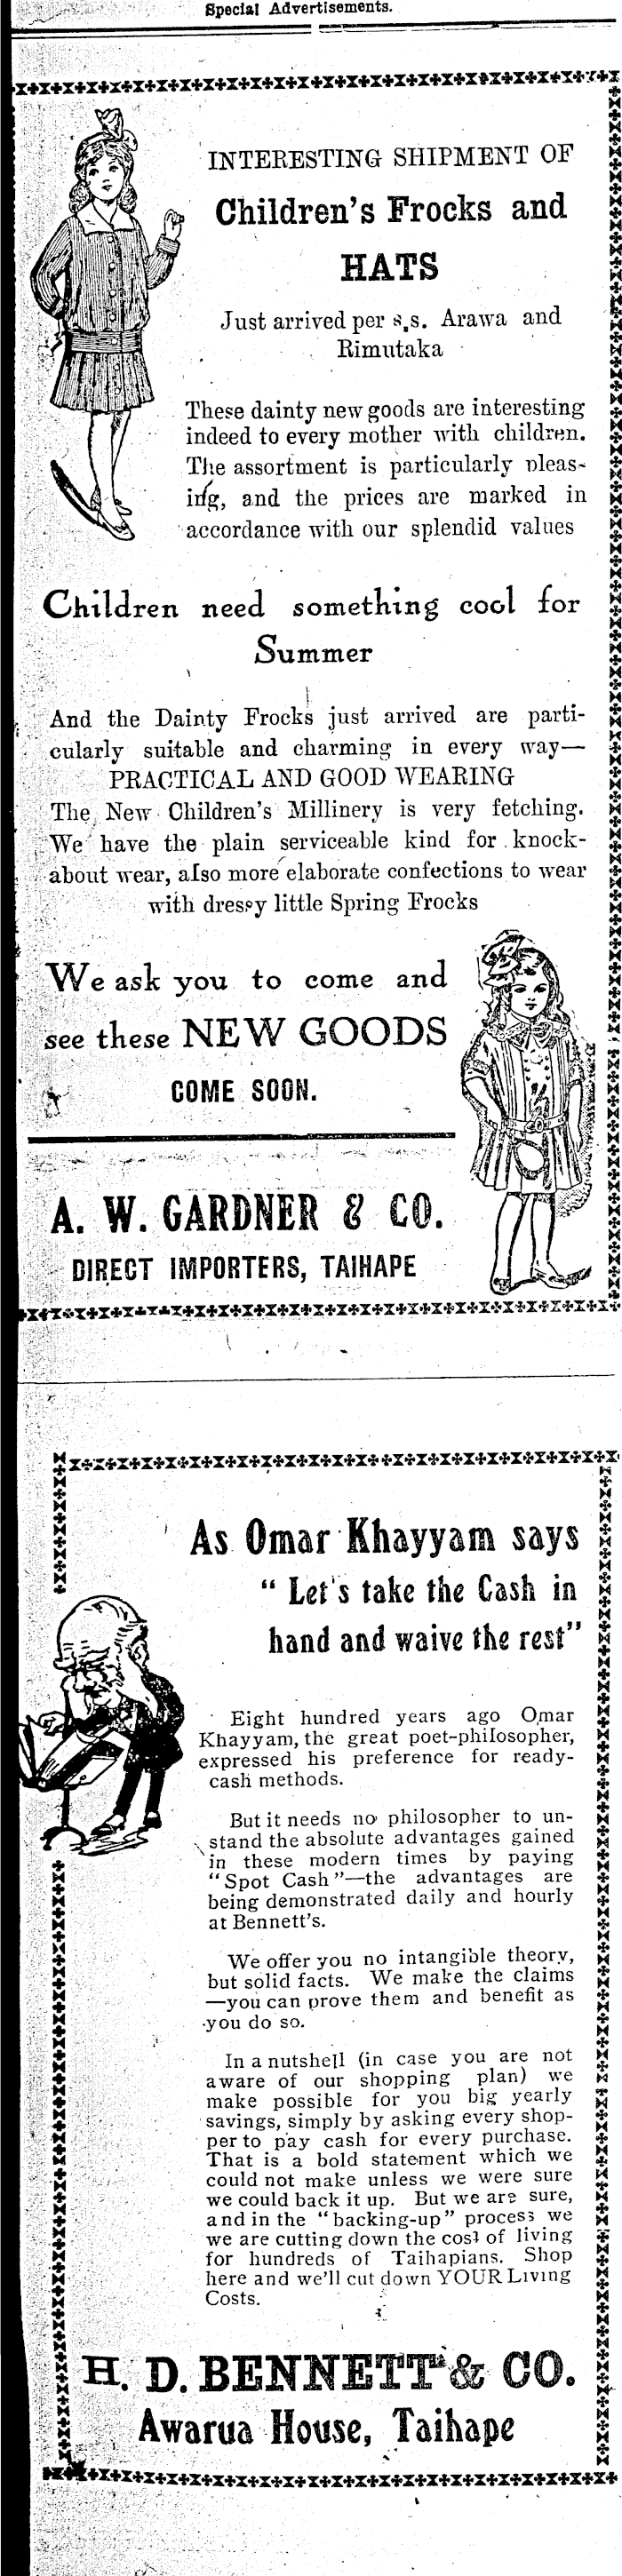 Special Advertisements.
INTERESTING SHIPMENT OF
Children's Frocks and
HATS
Just arrived per s.s. Arawa and
Rimutaka
These dainty new goods are interesting
indeed to every mother with children.
The assortment is particularly pleas-
ing, and the prices are marked in
accordance with our splendid values
Children need something cool for
Summer
And the Dainty Frocks just arrived are parti-
cularly suitable and charming in every way—
PRACTICAL AND GOOD WEARING
The New Children's Millinery is very fetching.
We have the plain serviceable kind for knock-
about wear, also more elaborate confections to wear
with dressy little Spring Frocks
We ask you to come and
see these NEW GOODS
COME SOON.
A. W. GARDNER & CO.
DIRECT IMPORTERS, TAIHAPE
As Omar Khayyam says
" Let's take the Cash in
hand and waive the rest"
Eight hundred years ago Omar
Khayyam, the great poet-philosopher,
expressed his preference for ready-
cash methods.
But it needs no philosopher to un-
stand the absolute advantages gained
in these modern times by paying
"Spot Cash"—the advantages are
being demonstrated daily and hourly
at Bennett's.
We offer you no intangible theory,
but solid facts. We make the claims
—you can prove them and benefit as
you do so.
In a nutshell (in case you are not
aware of our shopping plan) we
make possible for you big yearly
savings, simply by asking every shop-
per to pay cash for every purchase.
That is a bold statement which we
could not make unless we were sure
we could back it up. But we are sure,
and in the "backing-up" process we
we are cutting down the cost of living
for hundreds of Taihapians. Shop
here and we'll cut down YOUR Living
Costs.
H. D. BENNETT & CO.
Awarua House, Taihape